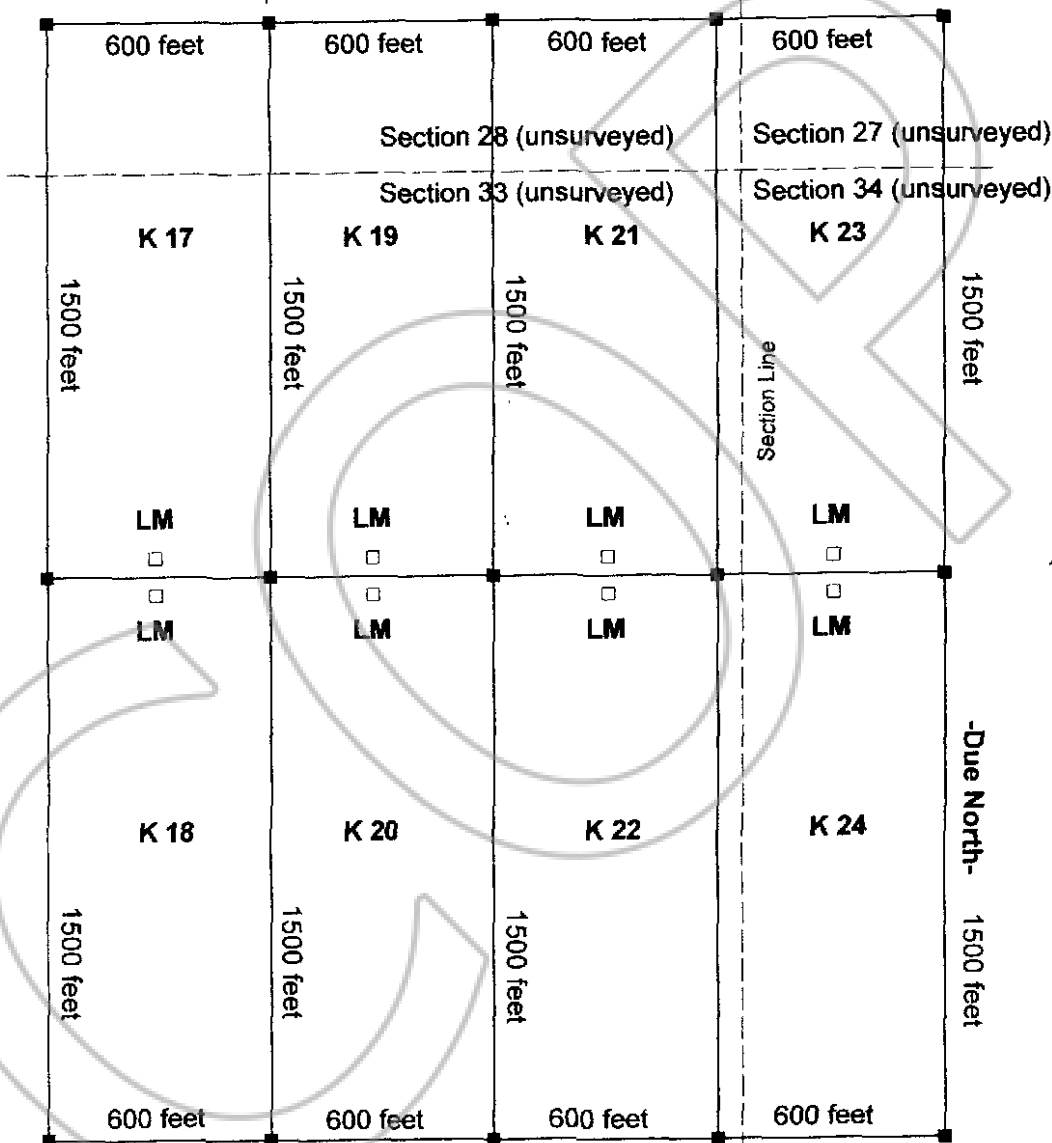 600 feet 600 feet 600 feet 600 feet
Section 28 (unsurveyed) Section 27 (unsurveyed)
Section 33 (unsurveyed) Section 34 (unsurveyed)
K 17 K 19 K 21 K 23
1500 feet 1500 feet 1500 feet 1500 feet
Section Line
LM LM LM LM
LM LM LM LM
-Due North-
K 18 K 20 K 22 K 24
1500 feet 1500 feet 1500 feet 1500 feet
600 feet 600 feet 600 feet 600 feet
COP